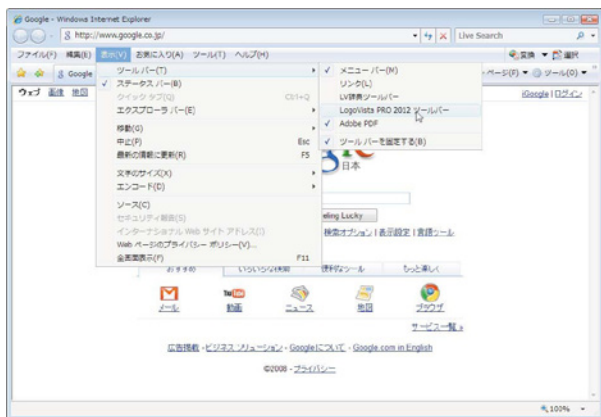 Google - Windows Internet Explorer
http://www.google.co.jp/
Live Search
ファイル(F) 編集(E) 表示(V) お気に入り(A) ツール(T) ヘルプ(H)
変換 選択
Google
ページ(P) ツール(O)
ウェブ 画像 地図
iGoogle | ログイン
ツール バー(T)
ステータス バー(B)
クイック タブ(Q) Ctrl+Q
エクスプローラ バー(E)
移動(G)
中止(P) Esc
最新の情報に更新(R) F5
文字のサイズ(X)
エンコード(D)
ソース(C)
セキュリティ報告(S)
インターナショナル Web サイト アドレス(I)
Web ページのプライバシー ポリシー(V)...
全画面表示(F) F11
メニュー バー(M)
リンク(L)
LV辞典ツールバー
LogoVista PRO 2012 ツールバー
Adobe PDF
ツール バーを固定する(B)
日本
eling Lucky
検索オプション | 表示設定 | 言語ツール
おすすめ いろいろな検索 便利なツール もっと楽しく
YouTube
メール 動画 ニュース 地図 ブラウザ
サービス一覧 »
広告掲載 - ビジネス ソリューション - Googleについて - Google.com in English
©2008 - プライバシー
100%